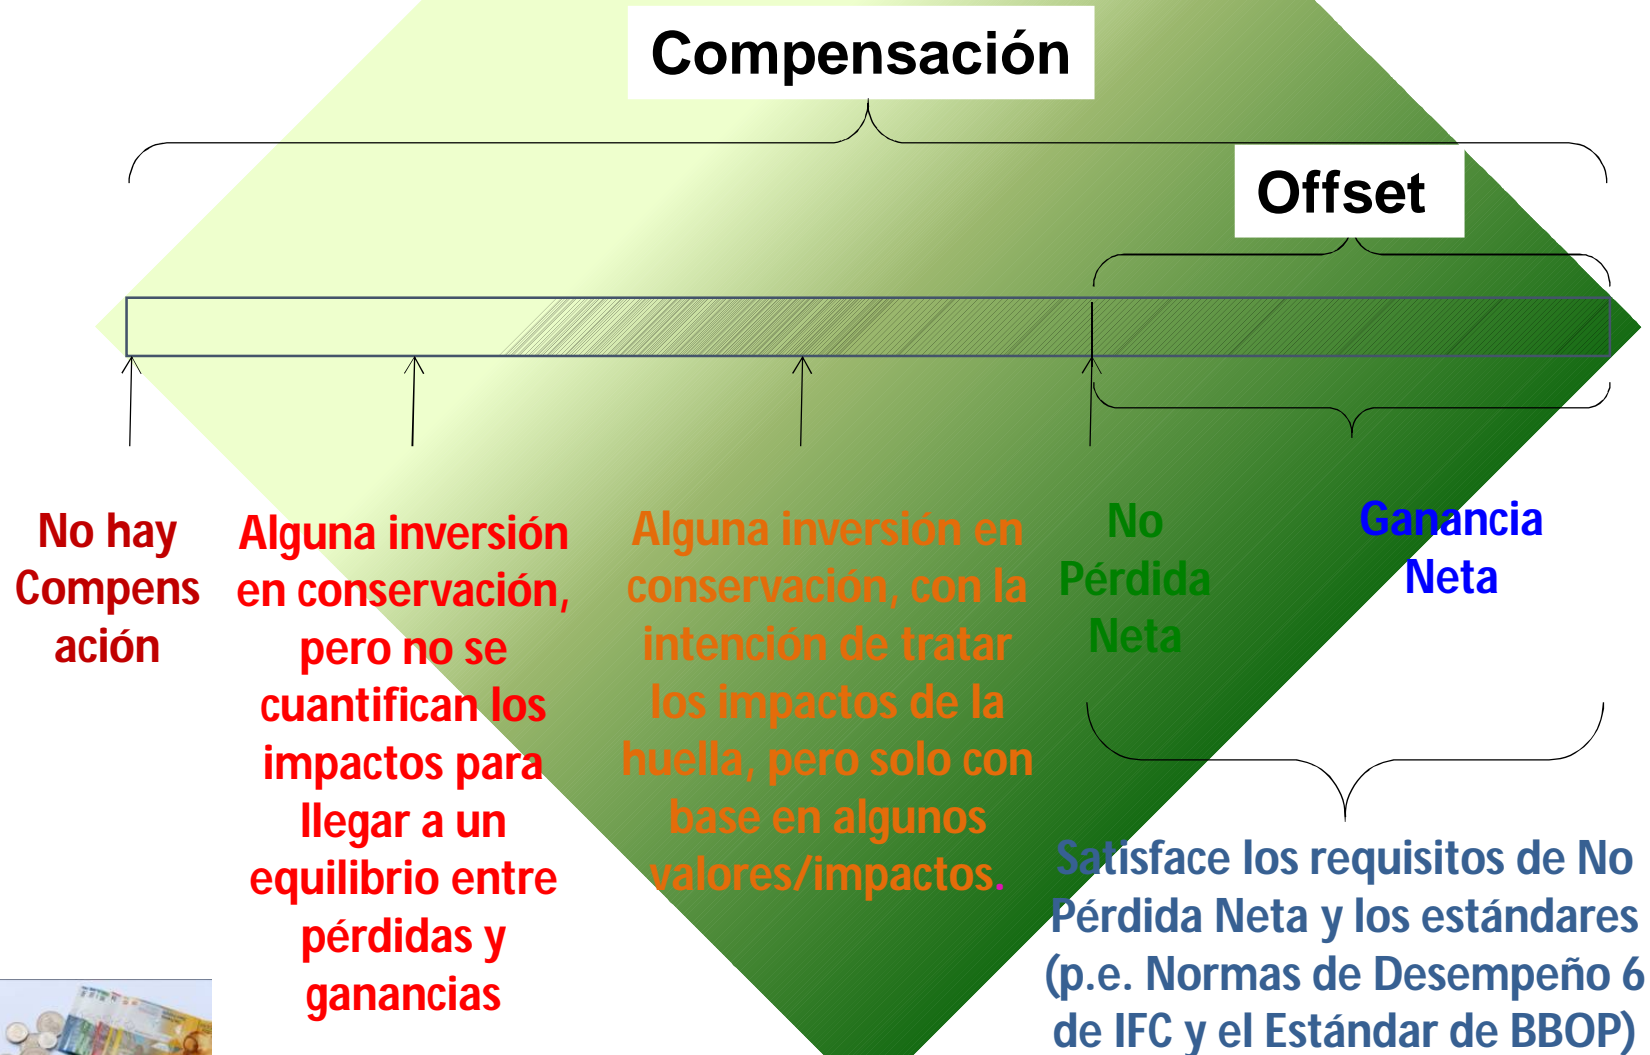 Compensación
Offset
No hay
Compens
ación
Alguna inversión
en conservación,
pero no se
cuantifican los
impactos para
llegar a un
equilibrio entre
pérdidas y
ganancias
Alguna inversión en
conservación, con la
intención de tratar
los impactos de la
huella, pero solo con
base en algunos
valores/impactos.
No
Pérdida
Neta
Ganancia
Neta
Satisface los requisitos de No
Pérdida Neta y los estándares
(p.e. Normas de Desempeño 6
de IFC y el Estándar de BBOP)